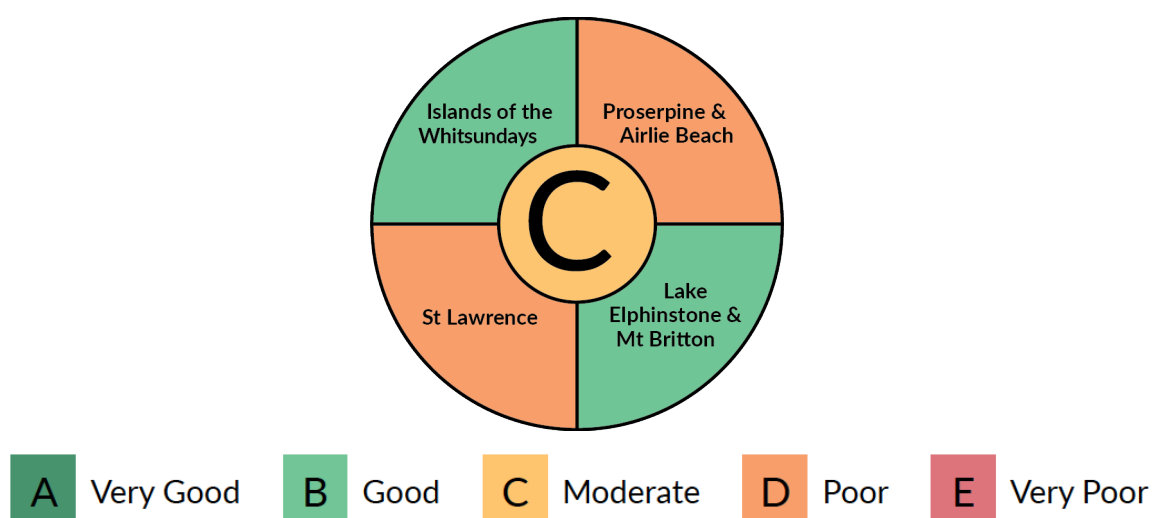 Islands of the
Whitsundays
Proserpine &
Airlie Beach
C
St Lawrence
Lake
Elphinstone &
Mt Britton
A Very Good B Good C Moderate D Poor E Very Poor